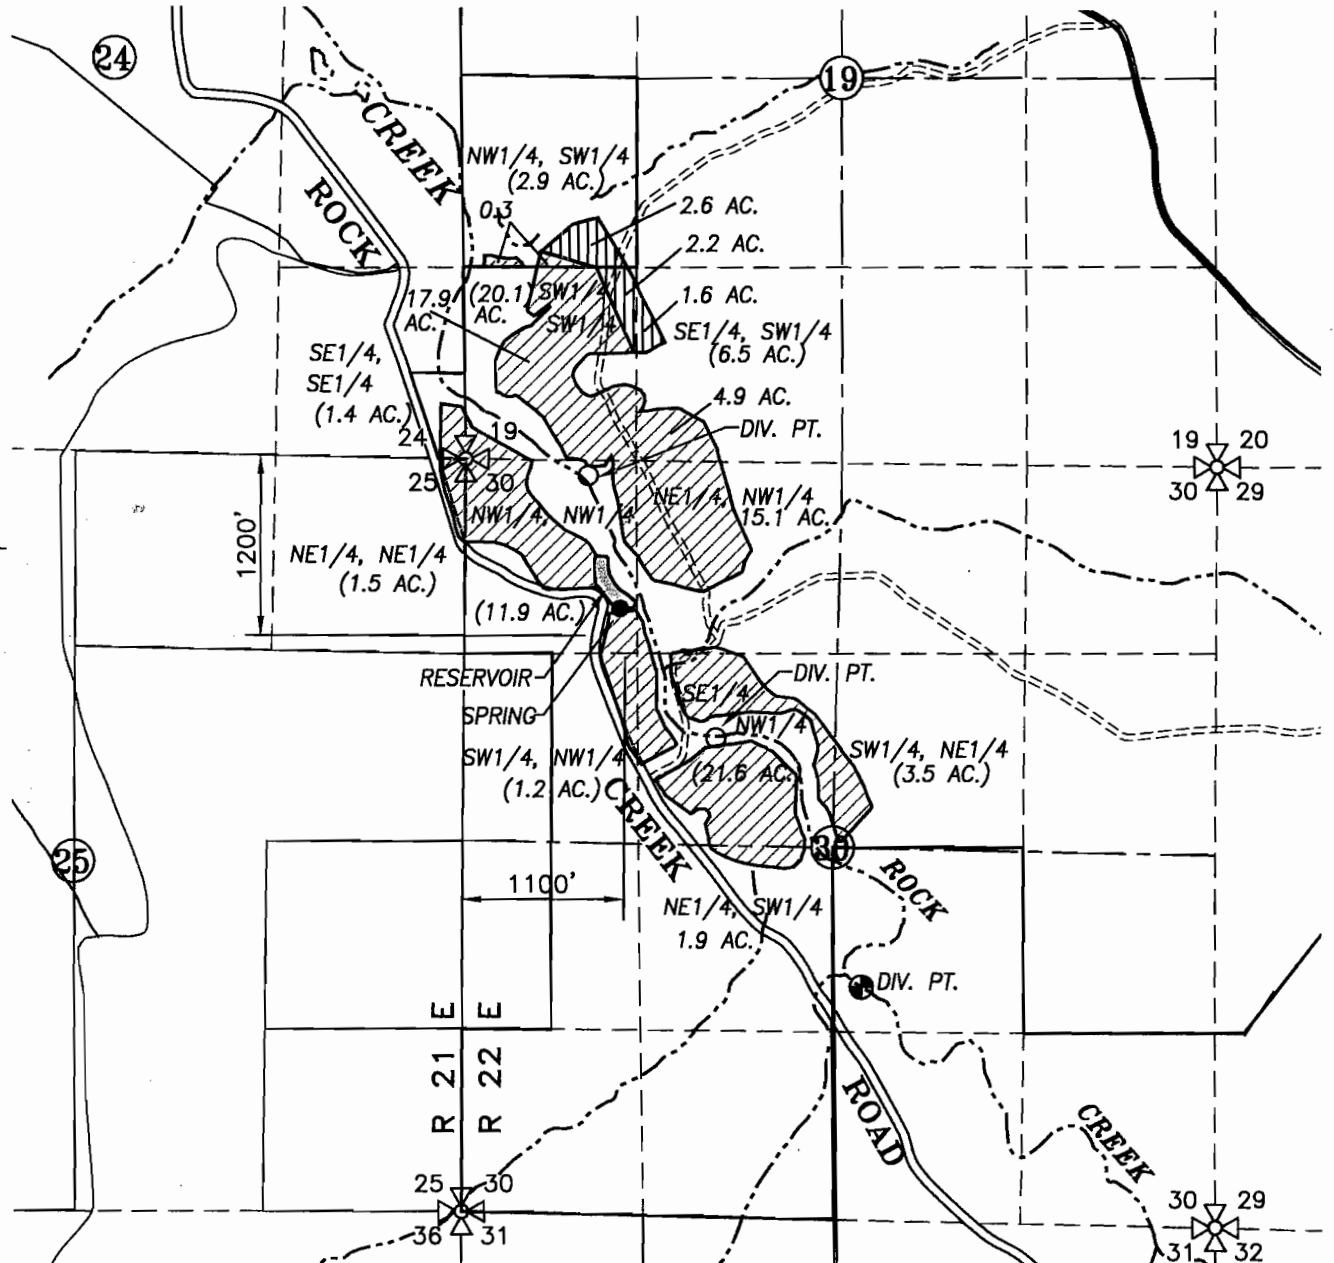 24
19
CREEK
ROCK
NW1/4, SW1/4
(2.9 AC.)
0.3
2.6 AC.
2.2 AC.
1.6 AC.
17.9
AC.
(20.1)
AC.
SW1/4
SW1/4
SE1/4, SW1/4
(6.5 AC.)
SE1/4,
SE1/4
(1.4 AC.)
4.9 AC.
DIV. PT.
24
19
25
30
19
20
30
29
NW1/4, NW1/4
NE1/4, NW1/4
15.1 AC.
1200'
NE1/4, NE1/4
(1.5 AC.)
(11.9 AC.)
RESERVOIR
SPRING
DIV. PT.
SE1/4
NW1/4
SW1/4, NW1/4
(1.2 AC.)
(21.6 AC.)
SW1/4, NE1/4
(3.5 AC.)
CREEK
25
30
1100'
ROCK
NE1/4, SW1/4
1.9 AC.
DIV. PT.
R 21 E
R 22 E
ROAD
CREEK
25
30
36
31
30
29
31
32